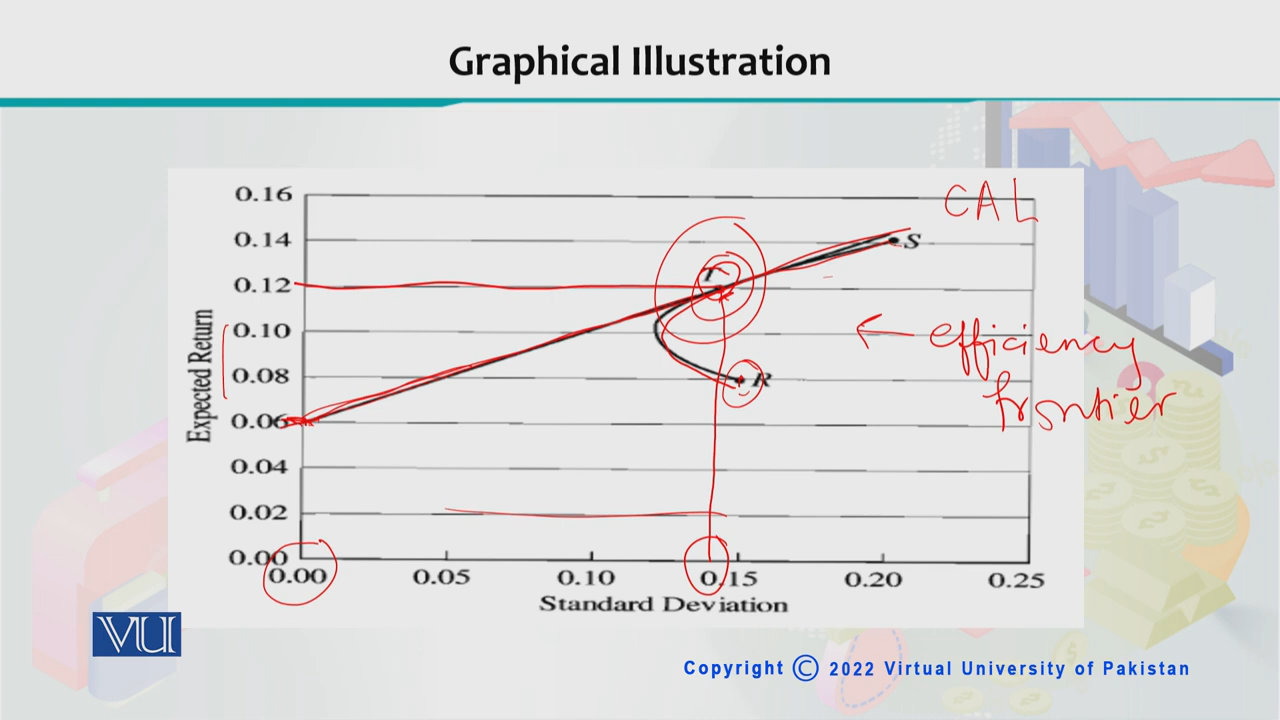 Graphical Illustration
0.16
0.14
0.12
0.10
0.08
0.06
0.04
0.02
0.00
Expected Return
0.00 0.05 0.10 0.15 0.20 0.25
Standard Deviation
T
S
R
CAL
← efficiency
frontier
VU
Copyright © 2022 Virtual University of Pakistan